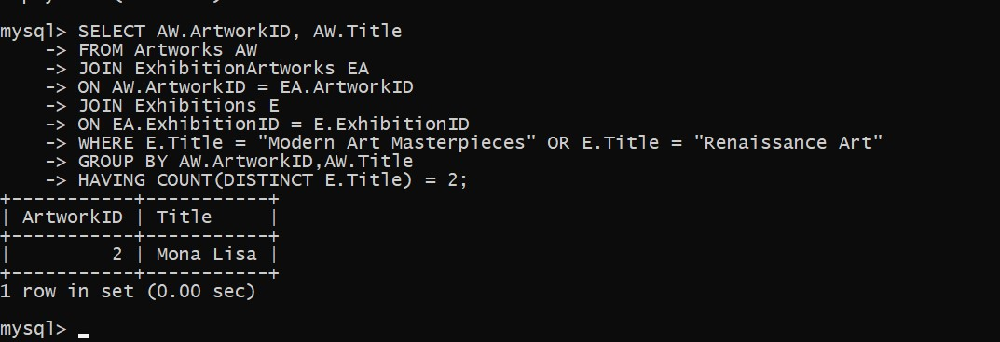 mysql> SELECT AW.ArtworkID, AW.Title
    -> FROM Artworks AW
    -> JOIN ExhibitionArtworks EA
    -> ON AW.ArtworkID = EA.ArtworkID
    -> JOIN Exhibitions E
    -> ON EA.ExhibitionID = E.ExhibitionID
    -> WHERE E.Title = "Modern Art Masterpieces" OR E.Title = "Renaissance Art"
    -> GROUP BY AW.ArtworkID,AW.Title
    -> HAVING COUNT(DISTINCT E.Title) = 2;
+-----------+-----------+
| ArtworkID | Title     |
+-----------+-----------+
|         2 | Mona Lisa |
+-----------+-----------+
1 row in set (0.00 sec)
mysql>